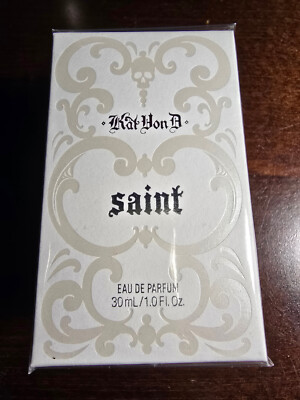 Kat Von D
saint
EAU DE PARFUM
30 mL/1.0 Fl. Oz.